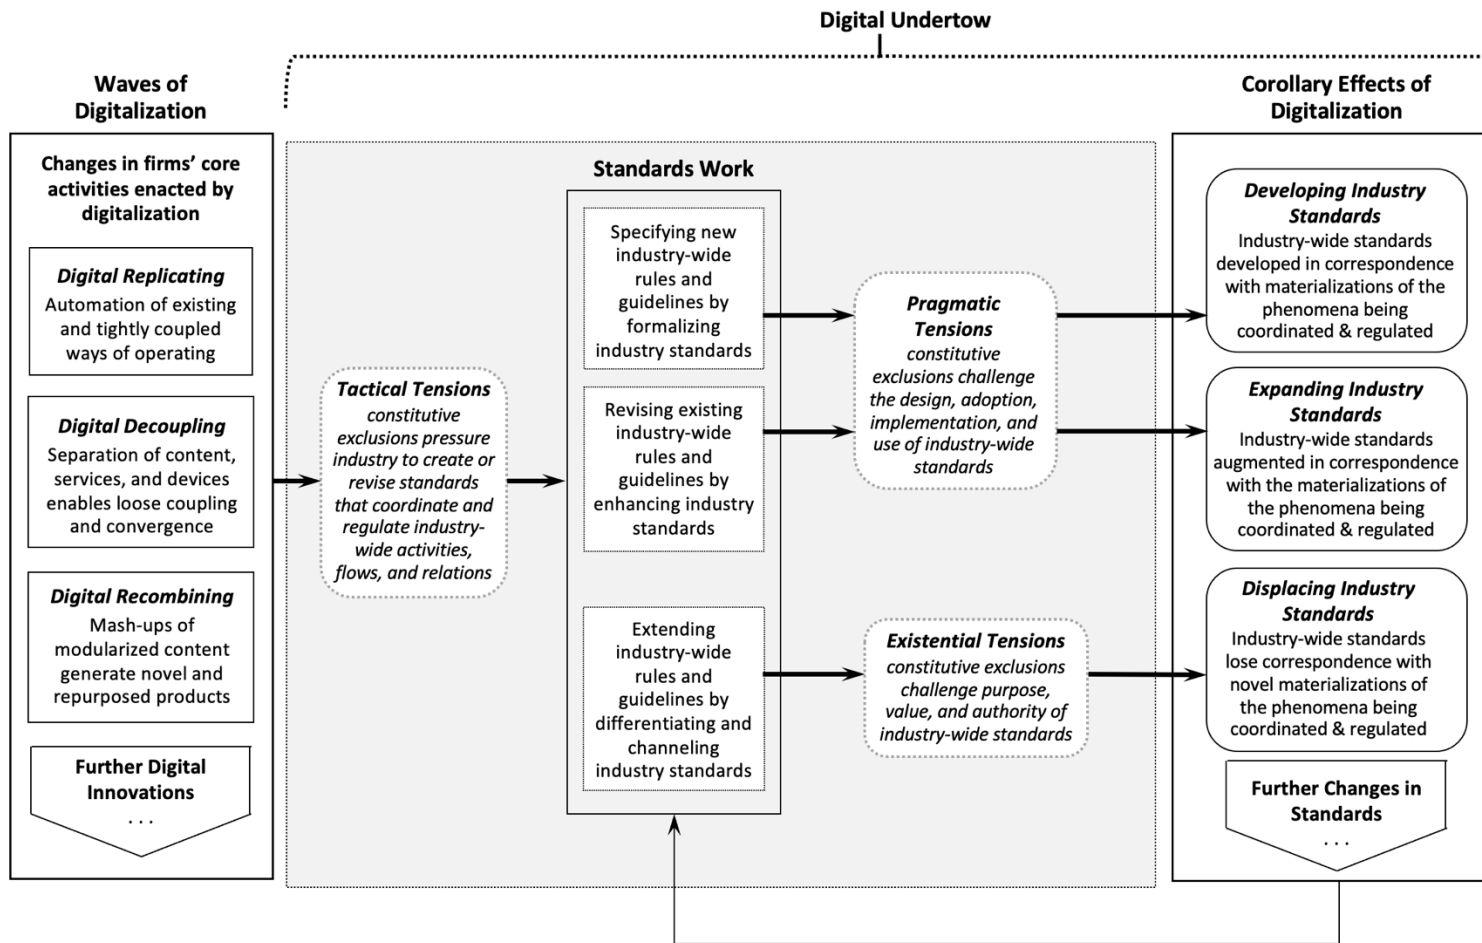 Digital Undertow
Waves of
Digitalization
Changes in firms' core
activities enacted by
digitalization
Digital Replicating
Automation of existing
and tightly coupled
ways of operating
Digital Decoupling
Separation of content,
services, and devices
enables loose coupling
and convergence
Digital Recombining
Mash-ups of
modularized content
generate novel and
repurposed products
Further Digital
Innovations
. . .
Tactical Tensions
constitutive
exclusions pressure
industry to create or
revise standards
that coordinate and
regulate industry-
wide activities,
flows, and relations
Standards Work
Specifying new
industry-wide
rules and
guidelines by
formalizing
industry standards
Revising existing
industry-wide
rules and
guidelines by
enhancing industry
standards
Extending
industry-wide
rules and
guidelines by
differentiating and
channeling
industry standards
Pragmatic
Tensions
constitutive
exclusions challenge
the design, adoption,
implementation, and
use of industry-wide
standards
Existential Tensions
constitutive exclusions
challenge purpose,
value, and authority of
industry-wide standards
Corollary Effects of
Digitalization
Developing Industry
Standards
Industry-wide standards
developed in correspondence
with materializations of the
phenomena being
coordinated & regulated
Expanding Industry
Standards
Industry-wide standards
augmented in correspondence
with the materializations of
the phenomena being
coordinated & regulated
Displacing Industry
Standards
Industry-wide standards
lose correspondence with
novel materializations of
the phenomena being
coordinated & regulated
Further Changes in
Standards
. . .